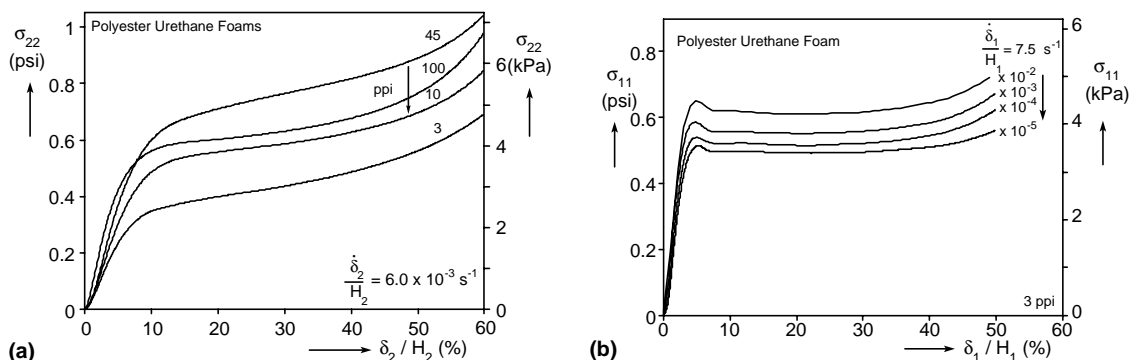 Polyester Urethane Foams
σ22
(psi)
1
0.8
0.6
0.4
0.2
0
0 10 20 30 40 50 60
δ2 / H2 (%)
45
100
ppi
10
3
δ̇2
H2
= 6.0 x 10-3 s-1
σ22
(kPa)
6
4
2
0
(a)
Polyester Urethane Foam
σ11
(psi)
0.8
0.6
0.4
0.2
0
0 10 20 30 40 50 60
δ1 / H1 (%)
δ̇1
H1
= 7.5 s-1
x 10-2
x 10-3
x 10-4
x 10-5
σ11
(kPa)
6
4
2
0
3 ppi
(b)